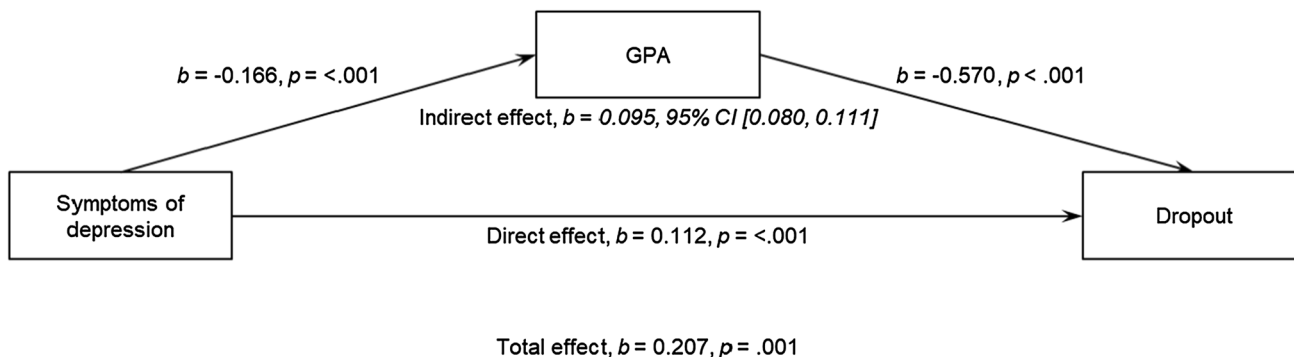 GPA
b = -0.166, p = <.001
b = -0.570, p < .001
Indirect effect, b = 0.095, 95% CI [0.080, 0.111]
Symptoms of
depression
Dropout
Direct effect, b = 0.112, p = <.001
Total effect, b = 0.207, p = .001